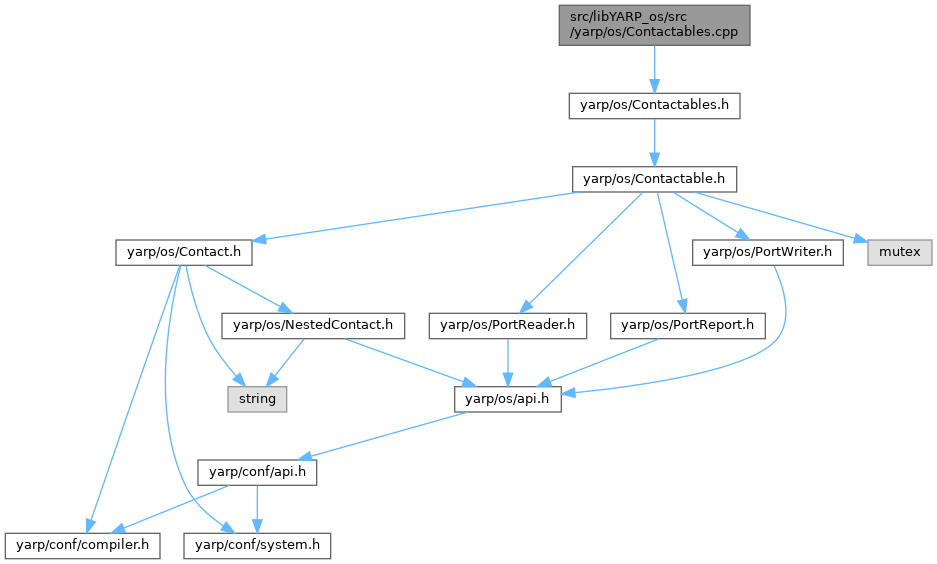 src/libYARP_os/src
/yarp/os/Contactables.cpp
yarp/os/Contactables.h
yarp/os/Contactable.h
yarp/os/Contact.h
yarp/os/PortWriter.h
mutex
yarp/os/NestedContact.h
yarp/os/PortReader.h
yarp/os/PortReport.h
string
yarp/os/api.h
yarp/conf/api.h
yarp/conf/compiler.h
yarp/conf/system.h